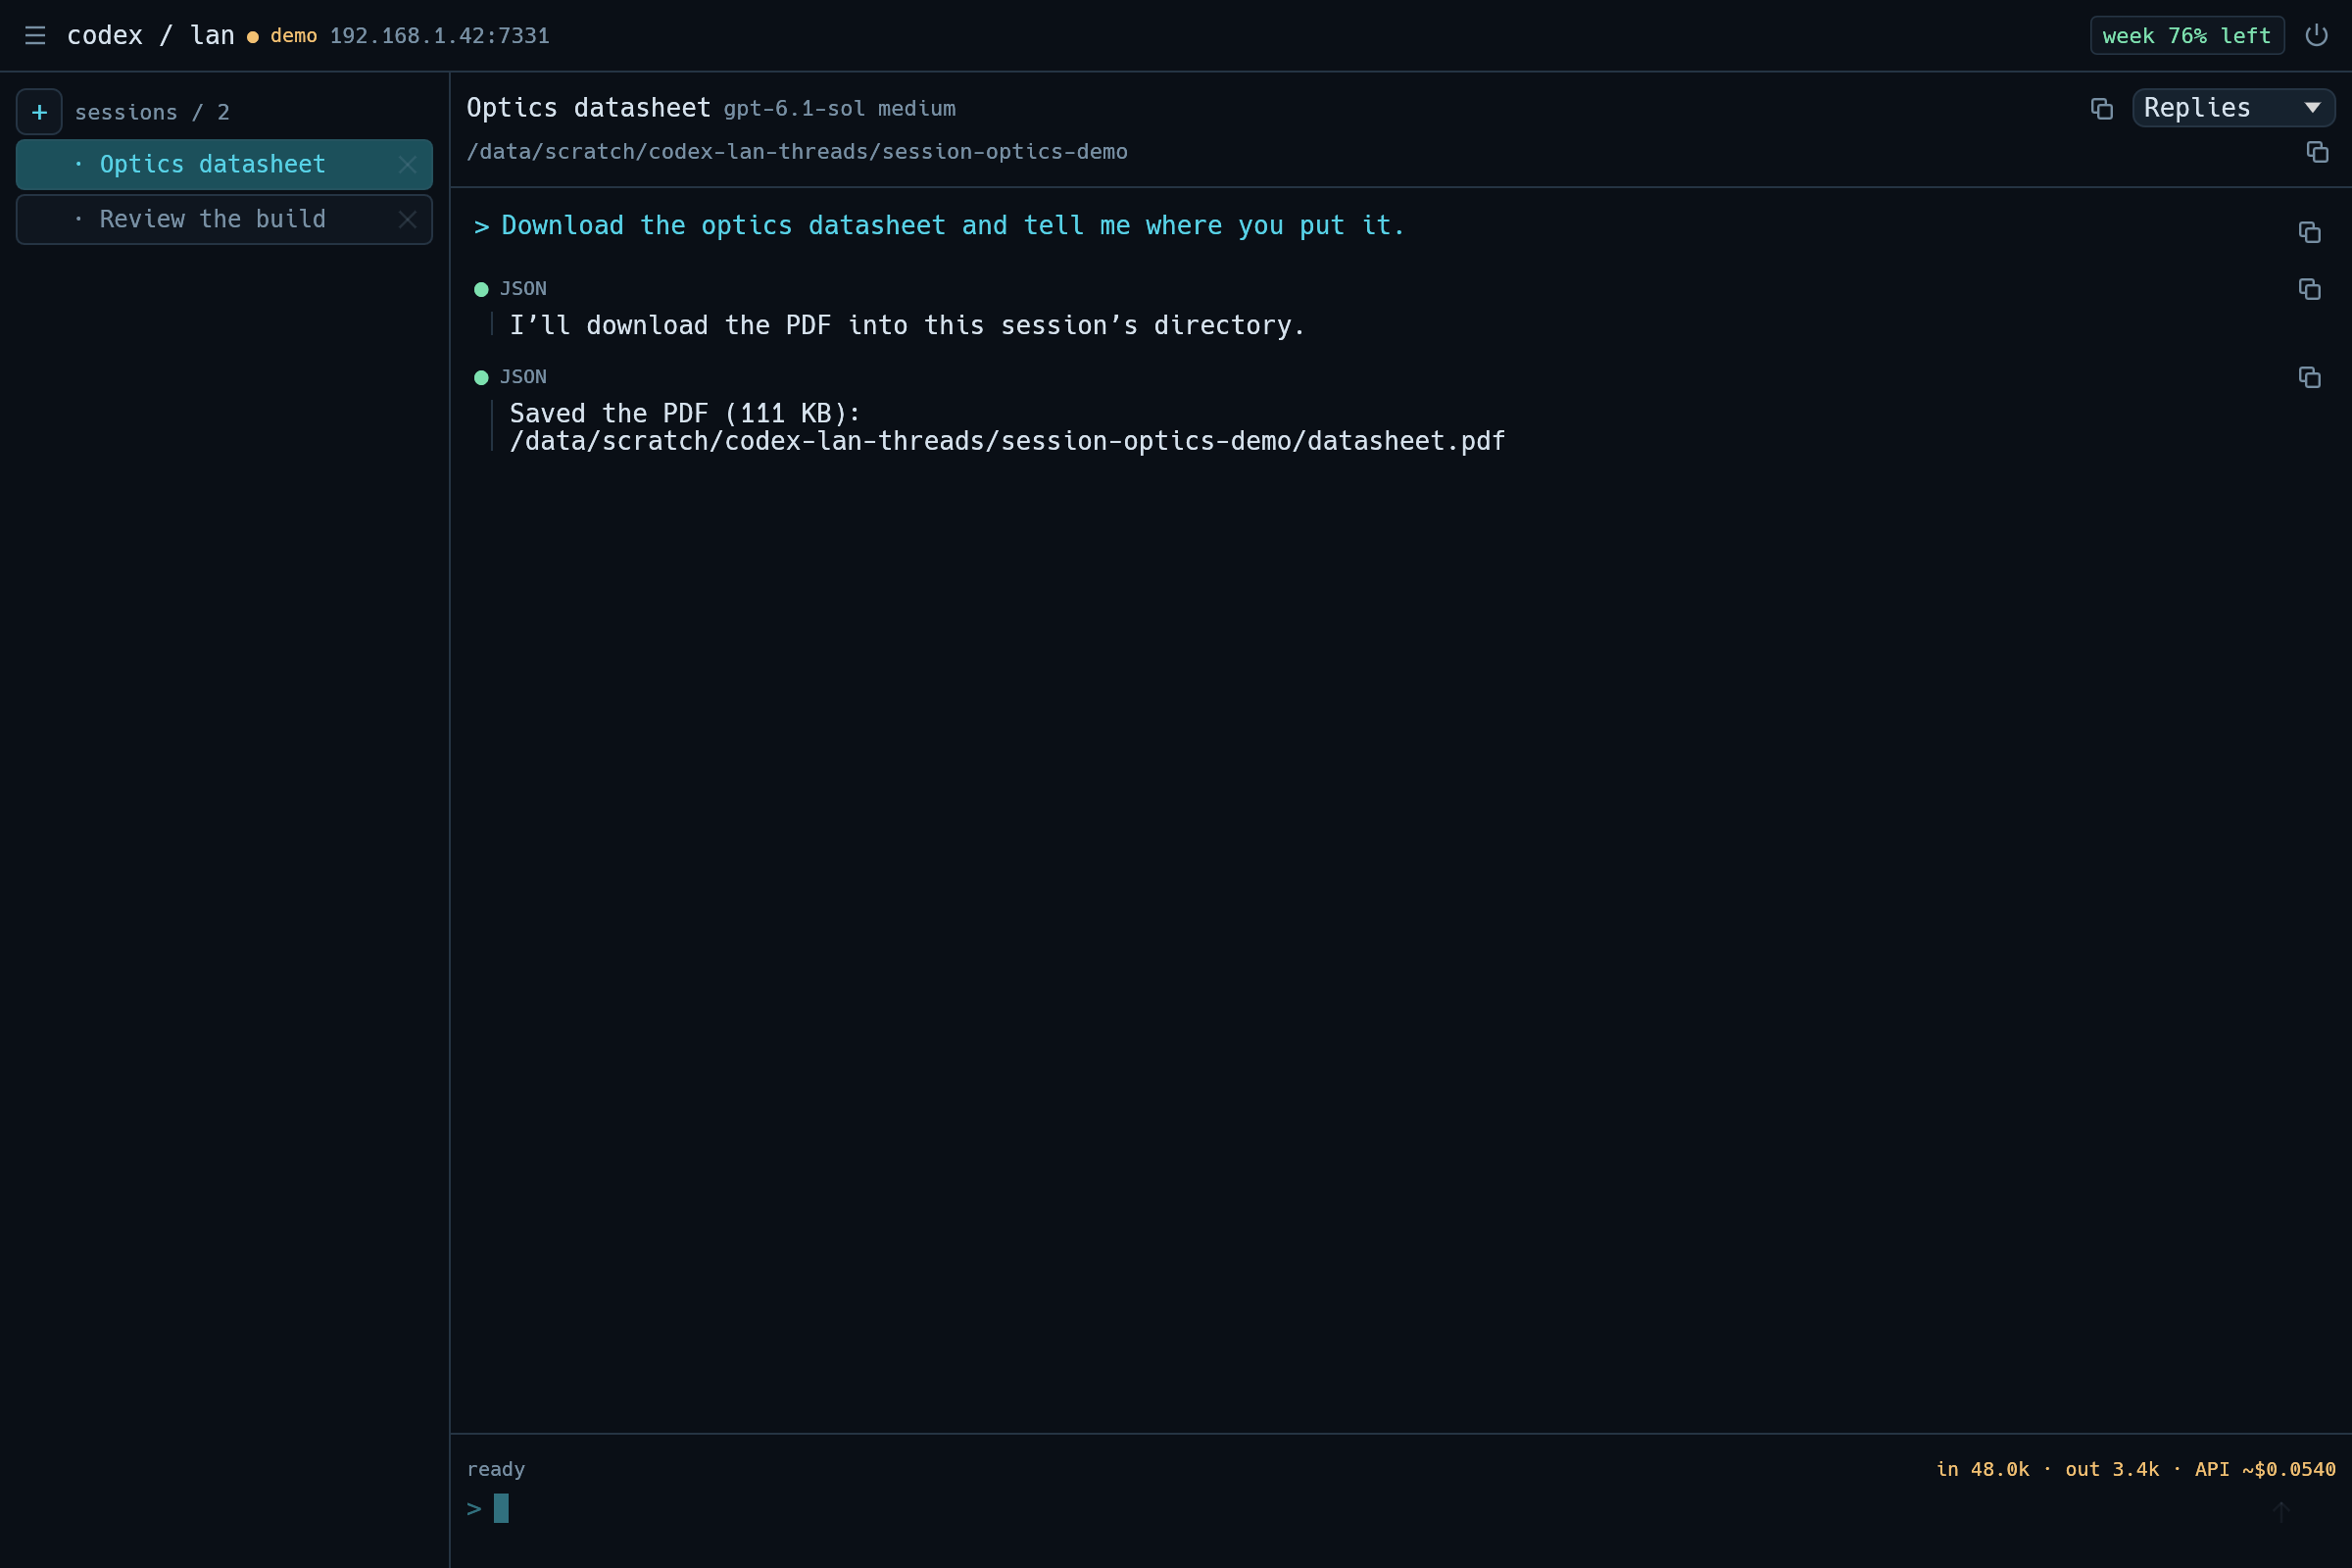 codex / lan ● demo 192.168.1.42:7331
week 76% left
+ sessions / 2
· Optics datasheet
· Review the build
Optics datasheet gpt-6.1-sol medium
Replies
/data/scratch/codex-lan-threads/session-optics-demo
> Download the optics datasheet and tell me where you put it.
JSON
I’ll download the PDF into this session’s directory.
JSON
Saved the PDF (111 KB):
/data/scratch/codex-lan-threads/session-optics-demo/datasheet.pdf
ready
in 48.0k · out 3.4k · API ~$0.0540
>